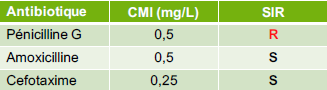 Antibiotique CMI (mg/L) SIR
Pénicilline G 0,5 R
Amoxicilline 0,5 S
Cefotaxime 0,25 S